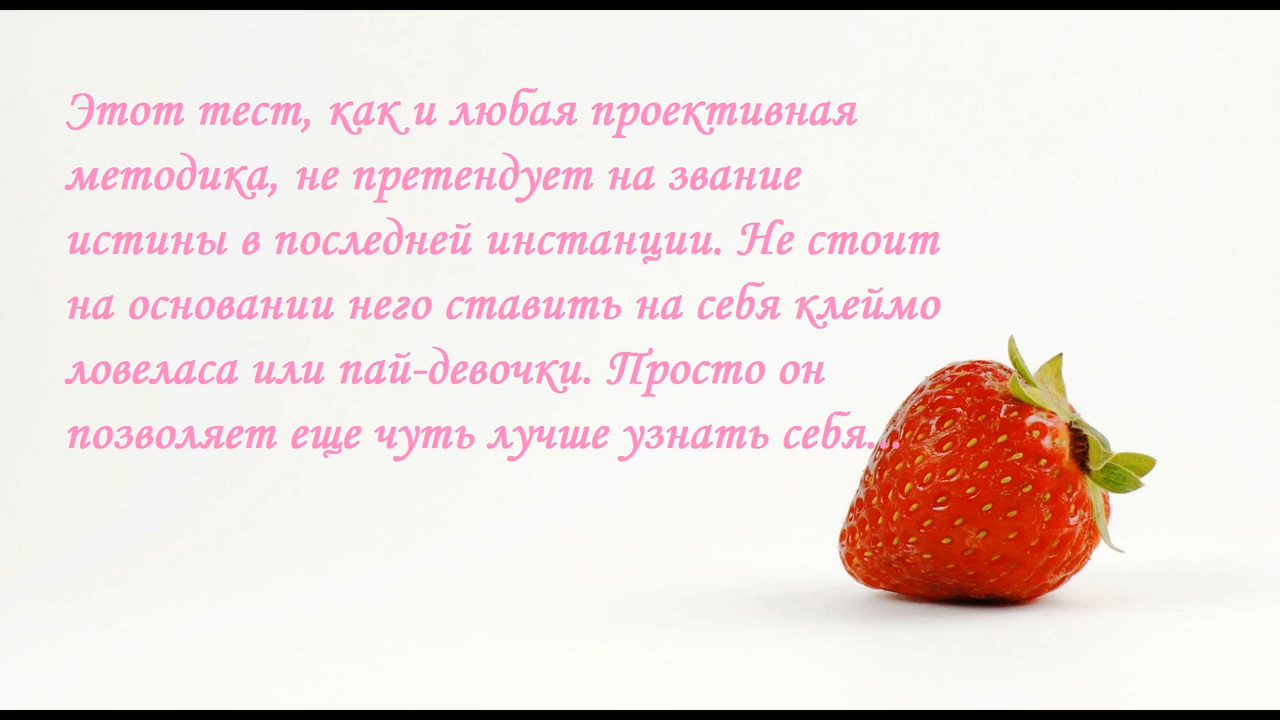 Этот тест, как и любая проективная
методика, не претендует на звание
истины в последней инстанции. Не стоит
на основании него ставить на себя клеймо
ловеласа или пай-девочки. Просто он
позволяет еще чуть лучше узнать себя...